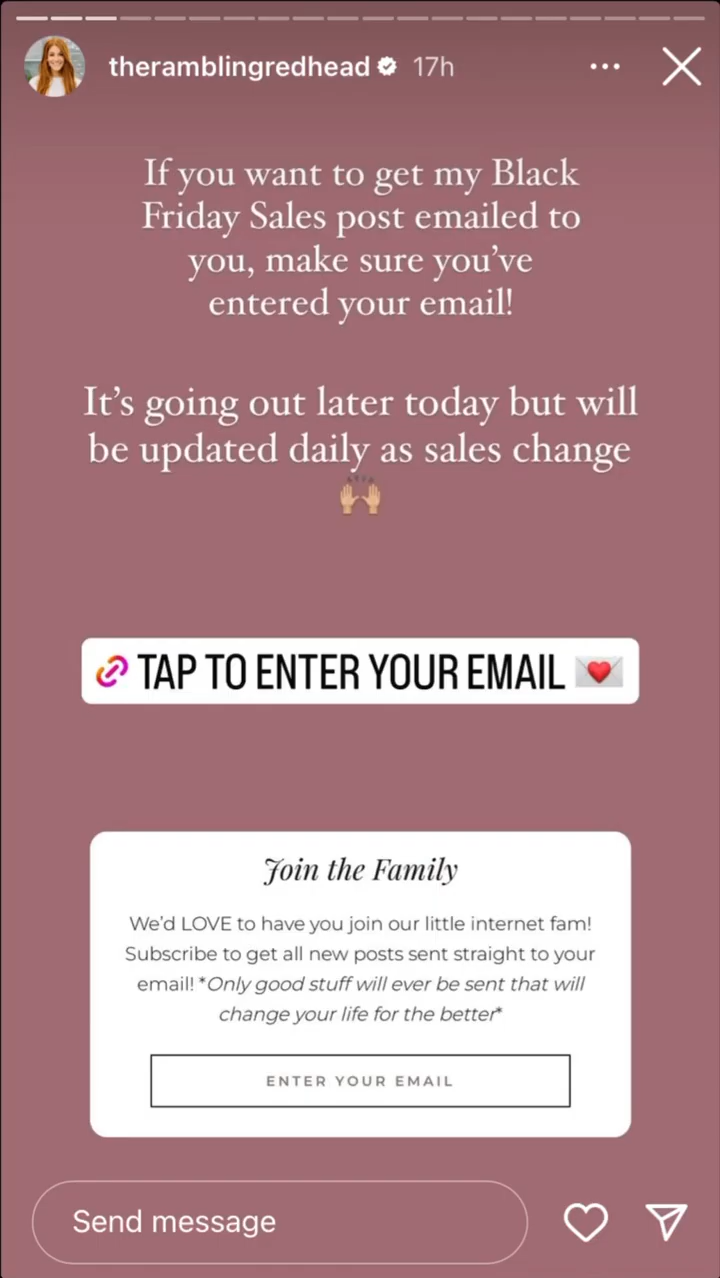 theramblingredhead 17h
If you want to get my Black
Friday Sales post emailed to
you, make sure you’ve
entered your email!
It’s going out later today but will
be updated daily as sales change
🙌🏼
TAP TO ENTER YOUR EMAIL 💌
Join the Family
We’d LOVE to have you join our little internet fam!
Subscribe to get all new posts sent straight to your
email! *Only good stuff will ever be sent that will
change your life for the better*
ENTER YOUR EMAIL
Send message